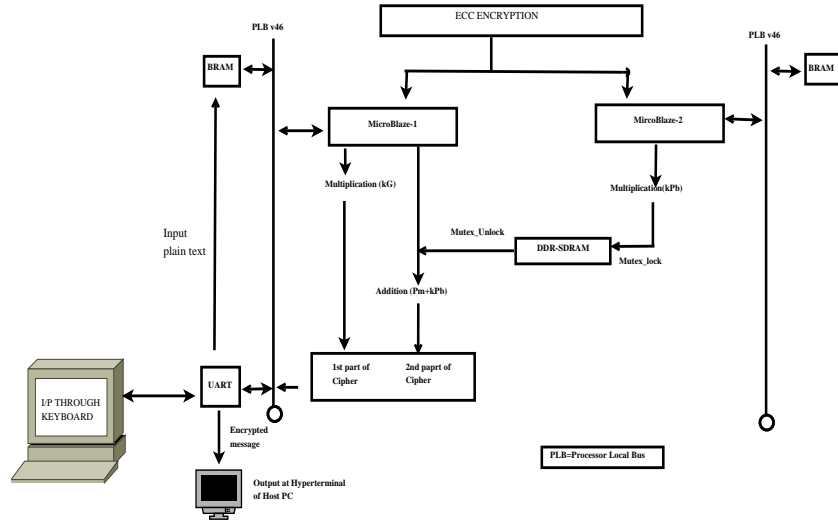 ECC ENCRYPTION
PLB v46
PLB v46
BRAM
BRAM
MicroBlaze-1
MircoBlaze-2
Multiplication (kG)
Multiplication(kPb)
Input
plain text
Mutex_Unlock
DDR-SDRAM
Mutex_lock
Addition (Pm+kPb)
1st part of
Cipher
2nd paprt of
Cipher
UART
I/P THROUGH
KEYBOARD
Encrypted
message
PLB=Processor Local Bus
Output at Hyperterminal
of Host PC